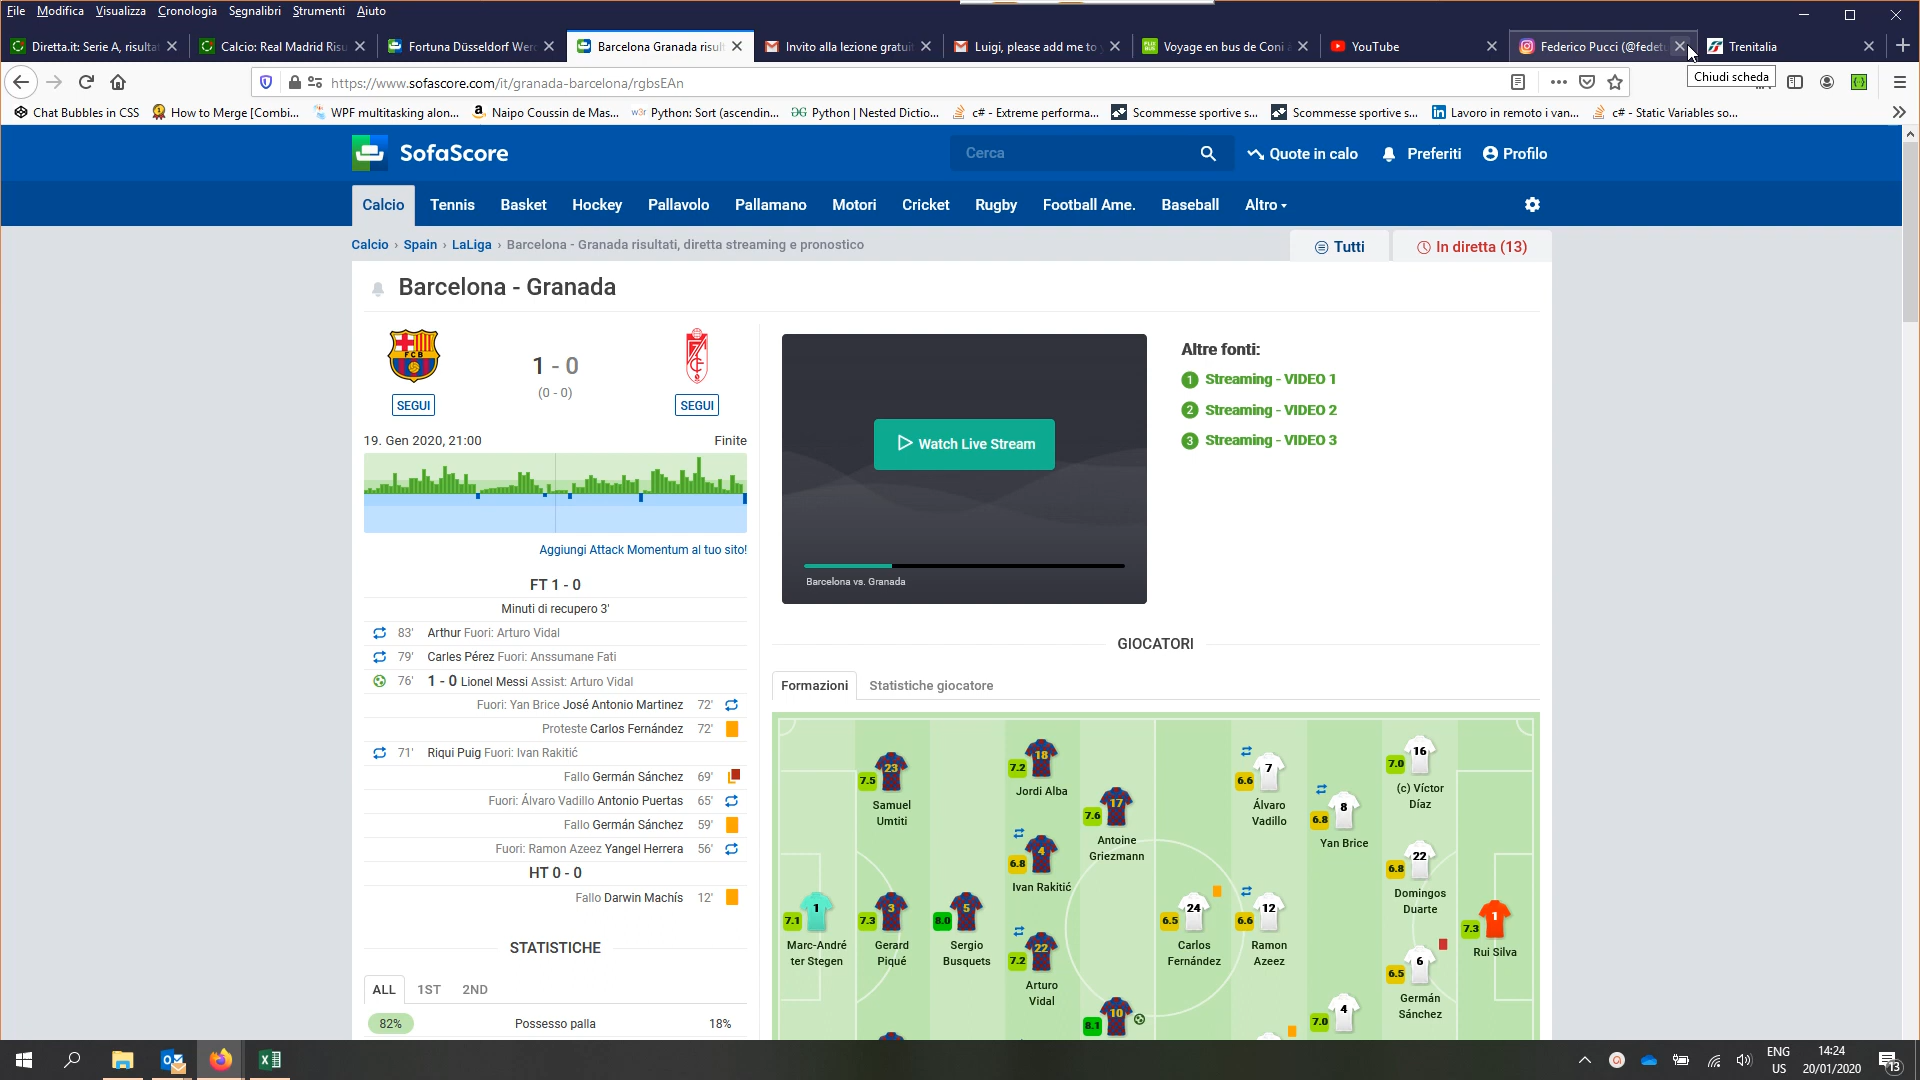 File Modifica Visualizza Cronologia Segnalibri Strumenti Aiuto
Diretta.it: Serie A, risulta
Calcio: Real Madrid Risu
Fortuna Düsseldorf Wer
Barcelona Granada risult
Invito alla lezione gratui
Luigi, please add me to y
Voyage en bus de Coni a
YouTube
Federico Pucci (@fedetu
Trenitalia
https://www.sofascore.com/it/granada-barcelona/rgbsEAn
Chiudi scheda
Chat Bubbles in CSS
How to Merge [Combi...
WPF multitasking alon...
Naipo Coussin de Mas...
Python: Sort (ascendin...
Python | Nested Dictio...
c# - Extreme performa...
Scommesse sportive s...
Scommesse sportive s...
Lavoro in remoto i van...
c# - Static Variables so...
SofaScore
Cerca
Quote in calo
Preferiti
Profilo
Calcio Tennis Basket Hockey Pallavolo Pallamano Motori Cricket Rugby Football Ame. Baseball Altro
Calcio › Spain › LaLiga › Barcelona - Granada risultati, diretta streaming e pronostico
Tutti
In diretta (13)
Barcelona - Granada
FCB
1 - 0
(0 - 0)
SEGUI
SEGUI
19. Gen 2020, 21:00
Finite
Aggiungi Attack Momentum al tuo sito!
FT 1 - 0
Minuti di recupero 3'
83' Arthur Fuori: Arturo Vidal
79' Carles Pérez Fuori: Anssumane Fati
76' 1 - 0 Lionel Messi Assist: Arturo Vidal
Fuori: Yan Brice José Antonio Martinez 72'
Proteste Carlos Fernández 72'
71' Riqui Puig Fuori: Ivan Rakitić
Fallo Germán Sánchez 69'
Fuori: Álvaro Vadillo Antonio Puertas 65'
Fallo Germán Sánchez 59'
Fuori: Ramon Azeez Yangel Herrera 56'
HT 0 - 0
Fallo Darwin Machís 12'
STATISTICHE
ALL 1ST 2ND
82% Possesso palla 18%
Watch Live Stream
Barcelona vs. Granada
Altre fonti:
1 Streaming - VIDEO 1
2 Streaming - VIDEO 2
3 Streaming - VIDEO 3
GIOCATORI
Formazioni
Statistiche giocatore
1
7.1
Marc-André
ter Stegen
23
7.5
Samuel
Umtiti
3
7.3
Gerard
Piqué
5
8.0
Sergio
Busquets
18
7.2
Jordi Alba
4
6.8
Ivan Rakitić
22
7.2
Arturo
Vidal
17
7.6
Antoine
Griezmann
10
8.1
24
6.5
Carlos
Fernández
7
6.6
Álvaro
Vadillo
12
6.6
Ramon
Azeez
8
6.8
Yan Brice
4
7.0
16
7.0
(c) Víctor
Díaz
22
6.8
Domingos
Duarte
6
6.5
Germán
Sánchez
1
7.3
Rui Silva
ENG
US
14:24
20/01/2020
13